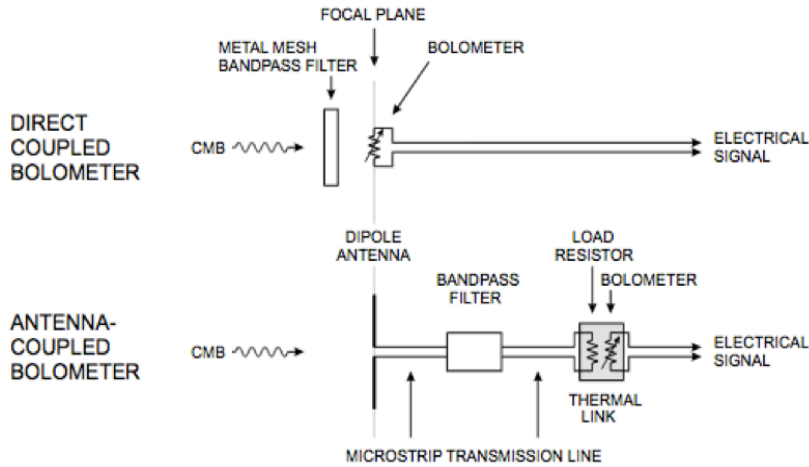 FOCAL PLANE
METAL MESH
BANDPASS FILTER
BOLOMETER
DIRECT
COUPLED
BOLOMETER
CMB
ELECTRICAL
SIGNAL
DIPOLE
ANTENNA
LOAD
RESISTOR
BANDPASS
FILTER
BOLOMETER
ANTENNA-
COUPLED
BOLOMETER
CMB
ELECTRICAL
SIGNAL
THERMAL
LINK
MICROSTRIP TRANSMISSION LINE